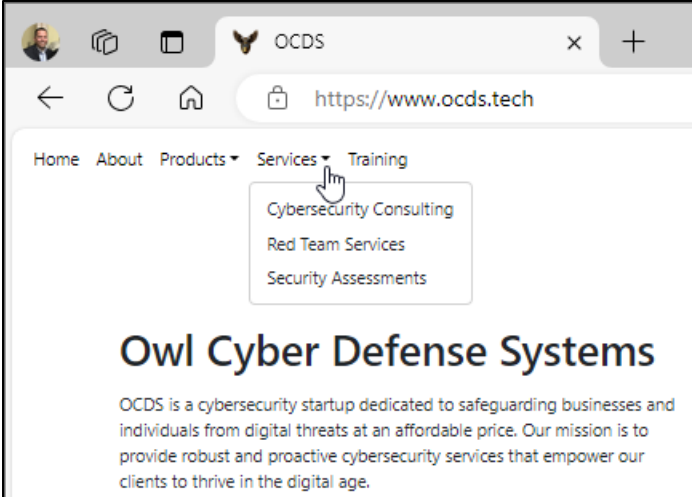 OCDS
https://www.ocds.tech
Home About Products Services Training
Cybersecurity Consulting
Red Team Services
Security Assessments
Owl Cyber Defense Systems
OCDS is a cybersecurity startup dedicated to safeguarding businesses and
individuals from digital threats at an affordable price. Our mission is to
provide robust and proactive cybersecurity services that empower our
clients to thrive in the digital age.